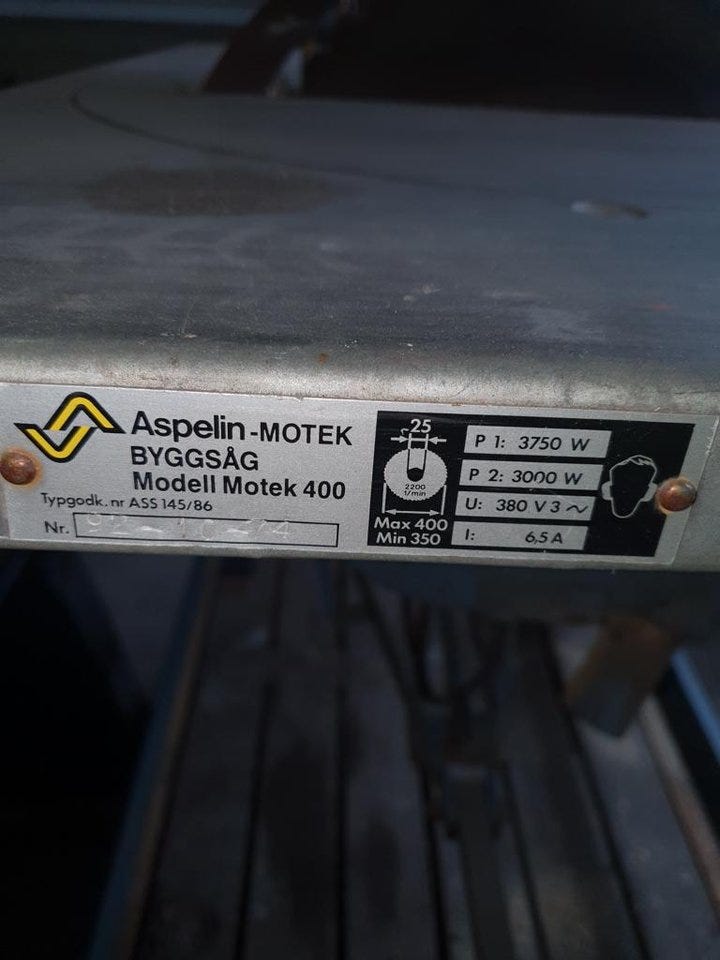 Aspelin-MOTEK
BYGGSÅG
Modell Motek 400
Typgodk. nr ASS 145/86
Nr.
25
2200
1/min
Max 400
Min 350
P 1: 3750 W
P 2: 3000 W
U: 380 V 3 ~
I: 6,5 A